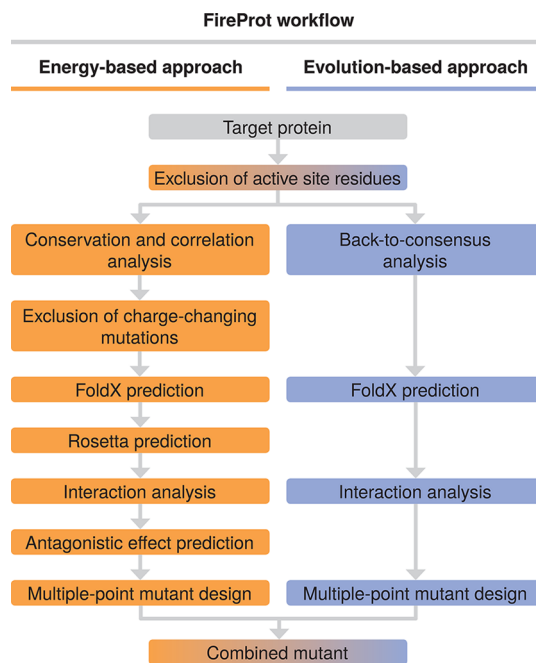 FireProt workflow
Energy-based approach
Evolution-based approach
Target protein
Exclusion of active site residues
Conservation and correlation
analysis
Back-to-consensus
analysis
Exclusion of charge-changing
mutations
FoldX prediction
FoldX prediction
Rosetta prediction
Interaction analysis
Interaction analysis
Antagonistic effect prediction
Multiple-point mutant design
Multiple-point mutant design
Combined mutant